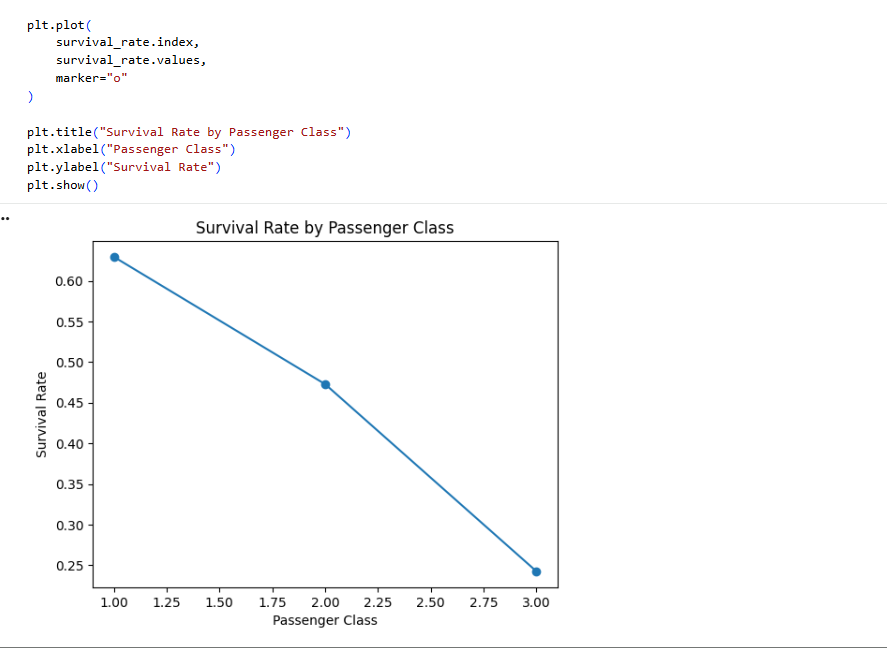 plt.plot(
    survival_rate.index,
    survival_rate.values,
    marker="o"
)
plt.title("Survival Rate by Passenger Class")
plt.xlabel("Passenger Class")
plt.ylabel("Survival Rate")
plt.show()
..
Survival Rate by Passenger Class
Survival Rate
0.60
0.55
0.50
0.45
0.40
0.35
0.30
0.25
1.00 1.25 1.50 1.75 2.00 2.25 2.50 2.75 3.00
Passenger Class